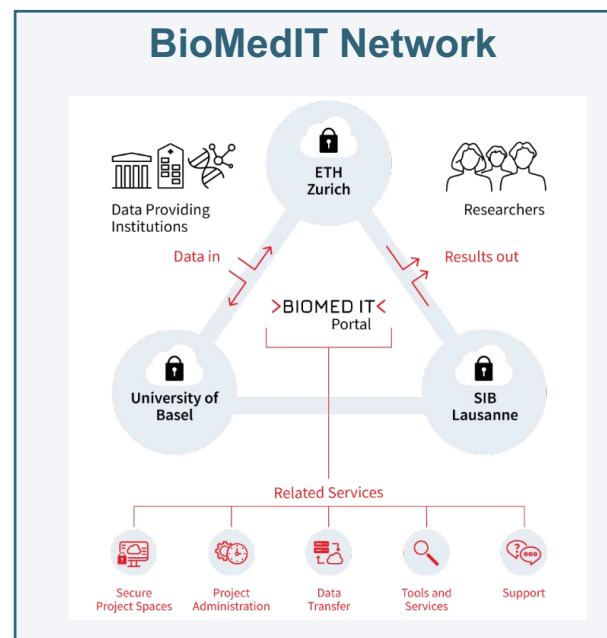 BioMedIT Network
ETH
Zurich
Data Providing
Institutions
Researchers
Data in
Results out
>BIOMED IT<
Portal
University of
Basel
SIB
Lausanne
Related Services
Secure
Project Spaces
Project
Administration
Data
Transfer
Tools and
Services
Support